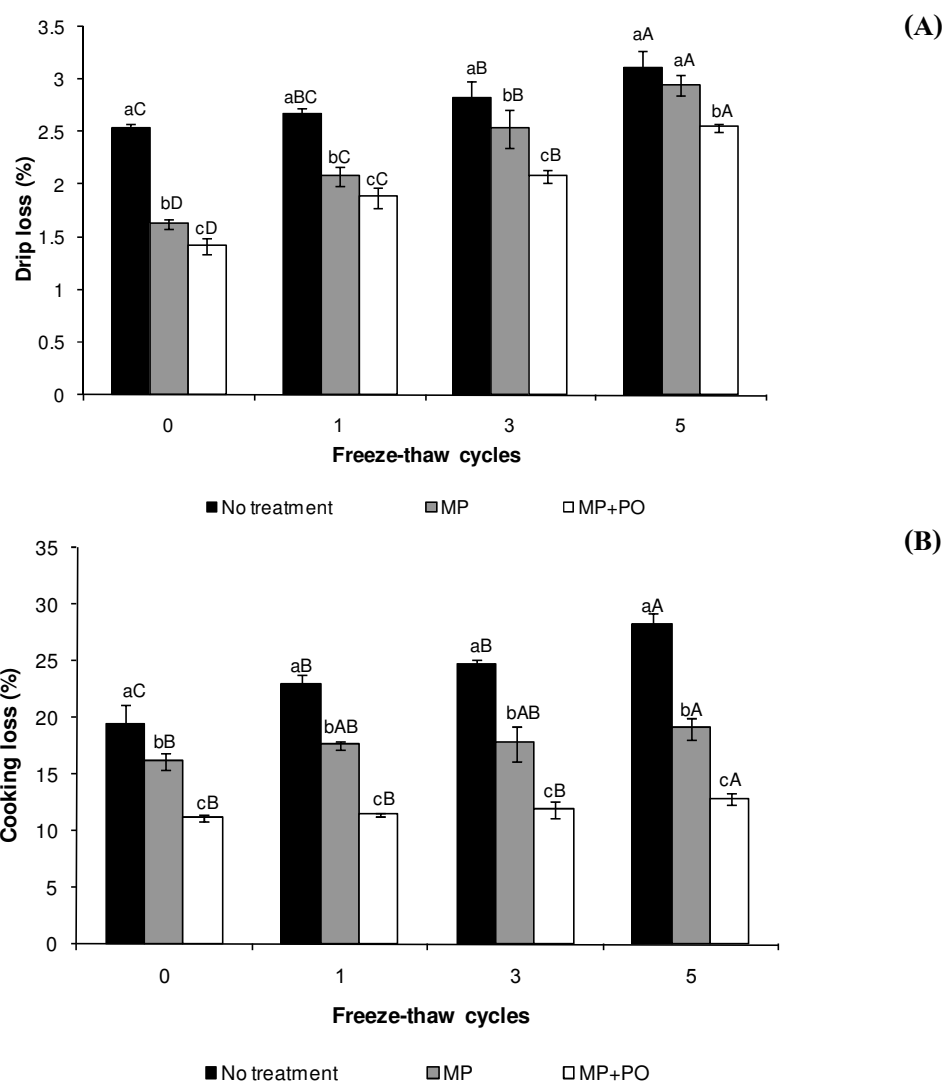 (A)
3.5
3
2.5
2
1.5
1
0.5
0
Drip loss (%)
aC
bD
cD
aBC
bC
cC
aB
bB
cB
aA
aA
bA
0 1 3 5
Freeze-thaw cycles
No treatment MP MP+PO
(B)
35
30
25
20
15
10
5
0
Cooking loss (%)
aC
bB
cB
aB
bAB
cB
aB
bAB
cB
aA
bA
cA
0 1 3 5
Freeze-thaw cycles
No treatment MP MP+PO